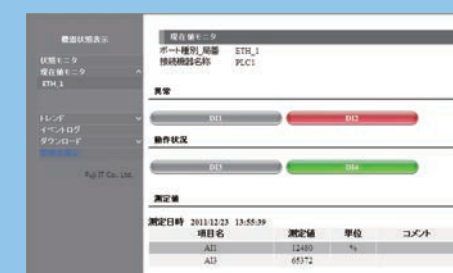 機器状態表示
状態モニタ
現在値モニタ
ETH_1
トレンド
イベントログ
ダウンロード
Fuji IT Co., Ltd.
現在値モニタ
ポート種別_局番 ETH_1
接続機器名称 PLC1
異常
DI1 DI2
動作状況
DI3 DI4
測定値
測定日時 2011/12/23 13:55:39
項目名 測定値 単位 コメント
AI1 12480 %
AI3 65372